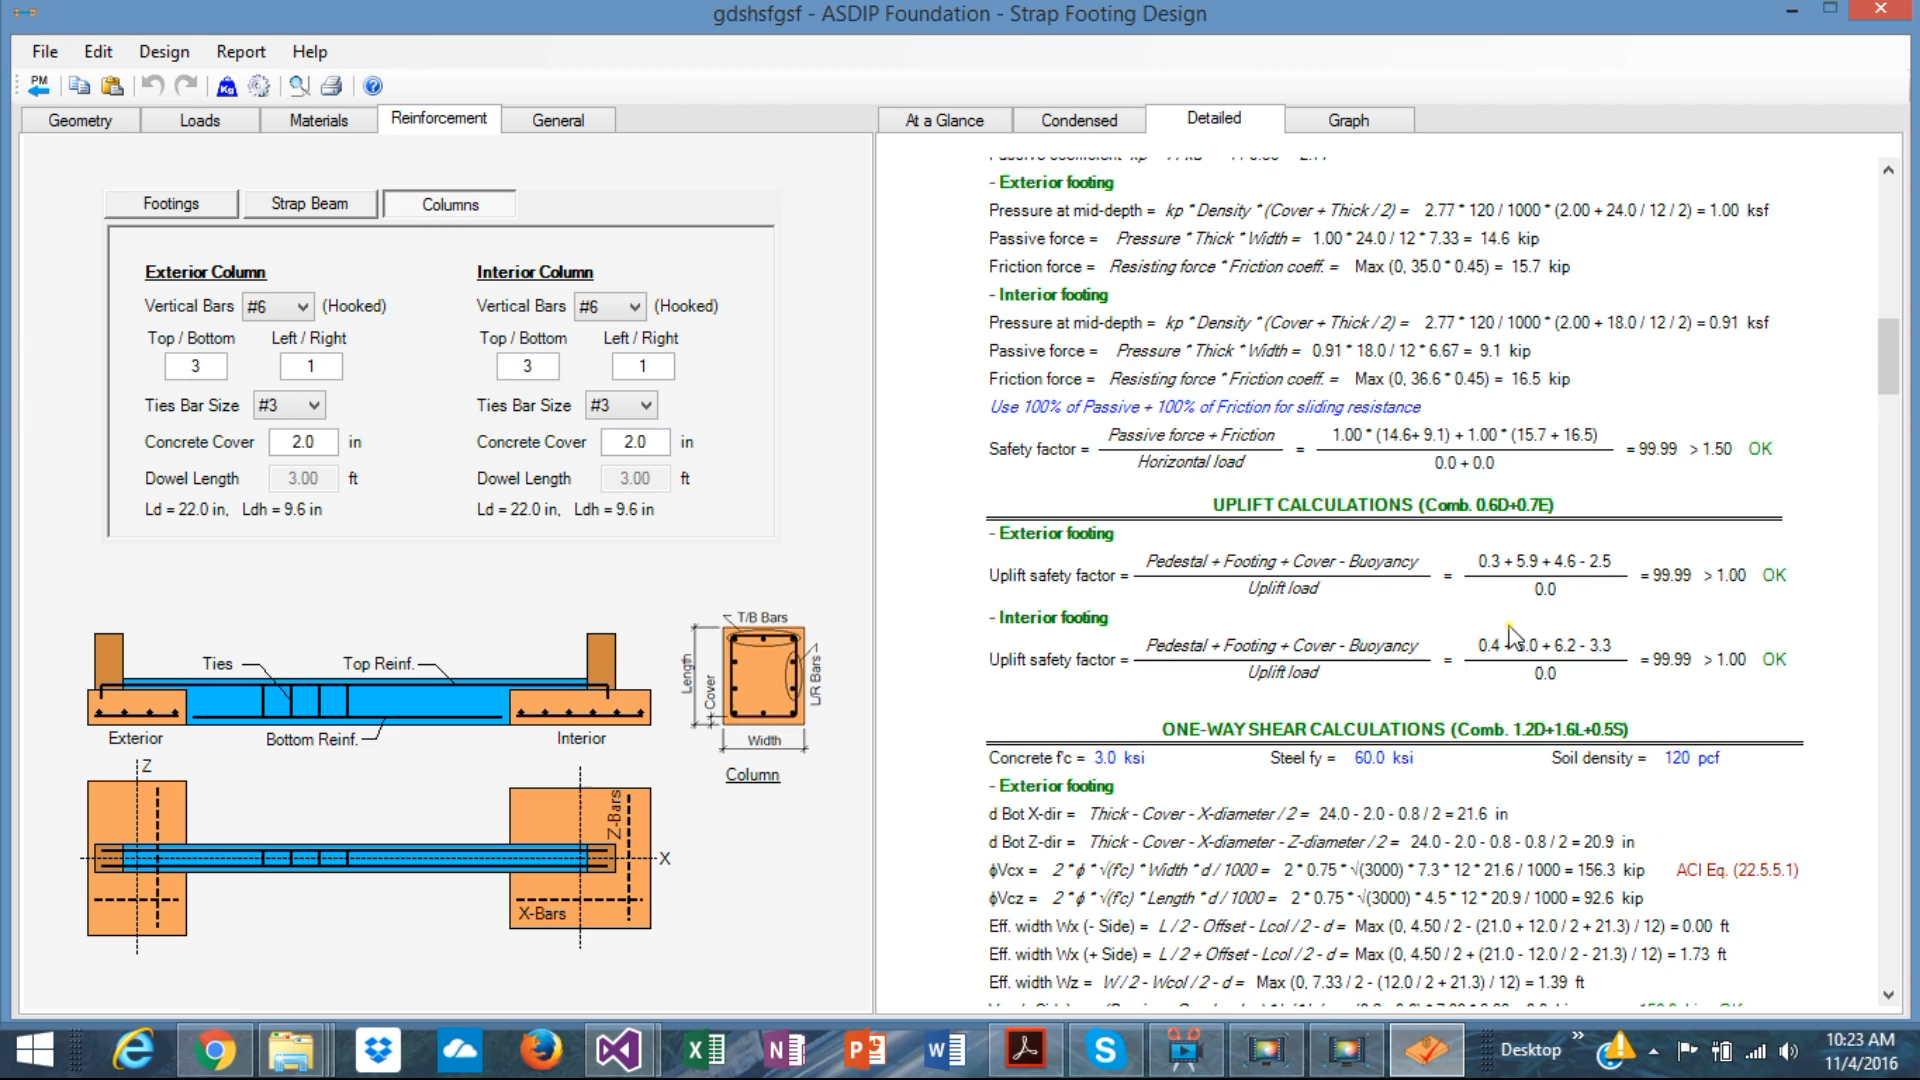 gdshsfgsf - ASDIP Foundation - Strap Footing Design
File Edit Design Report Help
PM
Kg
Geometry Loads Materials Reinforcement General
At a Glance Condensed Detailed Graph
Footings Strap Beam Columns
Exterior Column
Vertical Bars #6 (Hooked)
Top / Bottom Left / Right
3 1
Ties Bar Size #3
Concrete Cover 2.0 in
Dowel Length 3.00 ft
Ld = 22.0 in, Ldh = 9.6 in
Interior Column
Vertical Bars #6 (Hooked)
Top / Bottom Left / Right
3 1
Ties Bar Size #3
Concrete Cover 2.0 in
Dowel Length 3.00 ft
Ld = 22.0 in, Ldh = 9.6 in
Ties Top Reinf.
Exterior Bottom Reinf. Interior
T/B Bars
Length
Cover
L/R Bars
Width
Column
Z
Z-Bars
X
X-Bars
- Exterior footing
Pressure at mid-depth = kp * Density * (Cover + Thick / 2) = 2.77 * 120 / 1000 * (2.00 + 24.0 / 12 / 2) = 1.00 ksf
Passive force = Pressure * Thick * Width = 1.00 * 24.0 / 12 * 7.33 = 14.6 kip
Friction force = Resisting force * Friction coeff. = Max (0, 35.0 * 0.45) = 15.7 kip
- Interior footing
Pressure at mid-depth = kp * Density * (Cover + Thick / 2) = 2.77 * 120 / 1000 * (2.00 + 18.0 / 12 / 2) = 0.91 ksf
Passive force = Pressure * Thick * Width = 0.91 * 18.0 / 12 * 6.67 = 9.1 kip
Friction force = Resisting force * Friction coeff. = Max (0, 36.6 * 0.45) = 16.5 kip
Use 100% of Passive + 100% of Friction for sliding resistance
Passive force + Friction 1.00 * (14.6+ 9.1) + 1.00 * (15.7 + 16.5)
Safety factor = = = 99.99 > 1.50 OK
Horizontal load 0.0 + 0.0
UPLIFT CALCULATIONS (Comb. 0.6D+0.7E)
- Exterior footing
Pedestal + Footing + Cover - Buoyancy 0.3 + 5.9 + 4.6 - 2.5
Uplift safety factor = = = 99.99 > 1.00 OK
Uplift load 0.0
- Interior footing
Pedestal + Footing + Cover - Buoyancy 0.4 .0 + 6.2 - 3.3
Uplift safety factor = = = 99.99 > 1.00 OK
Uplift load 0.0
ONE-WAY SHEAR CALCULATIONS (Comb. 1.2D+1.6L+0.5S)
Concrete f'c = 3.0 ksi Steel fy = 60.0 ksi Soil density = 120 pcf
- Exterior footing
d Bot X-dir = Thick - Cover - X-diameter / 2 = 24.0 - 2.0 - 0.8 / 2 = 21.6 in
d Bot Z-dir = Thick - Cover - X-diameter - Z-diameter / 2 = 24.0 - 2.0 - 0.8 - 0.8 / 2 = 20.9 in
ϕVcx = 2 * ϕ * √(f'c) * Width * d / 1000 = 2 * 0.75 * √(3000) * 7.3 * 12 * 21.6 / 1000 = 156.3 kip ACI Eq. (22.5.5.1)
ϕVcz = 2 * ϕ * √(f'c) * Length * d / 1000 = 2 * 0.75 * √(3000) * 4.5 * 12 * 20.9 / 1000 = 92.6 kip
Eff. width Wx (- Side) = L / 2 - Offset - Lcol / 2 - d = Max (0, 4.50 / 2 - (21.0 + 12.0 / 2 + 21.3) / 12) = 0.00 ft
Eff. width Wx (+ Side) = L / 2 + Offset - Lcol / 2 - d = Max (0, 4.50 / 2 + (21.0 - 12.0 / 2 - 21.3) / 12) = 1.73 ft
Eff. width Wz = W / 2 - Wcol / 2 - d = Max (0, 7.33 / 2 - (12.0 / 2 + 21.3) / 12) = 1.39 ft
Desktop
10:23 AM
11/4/2016